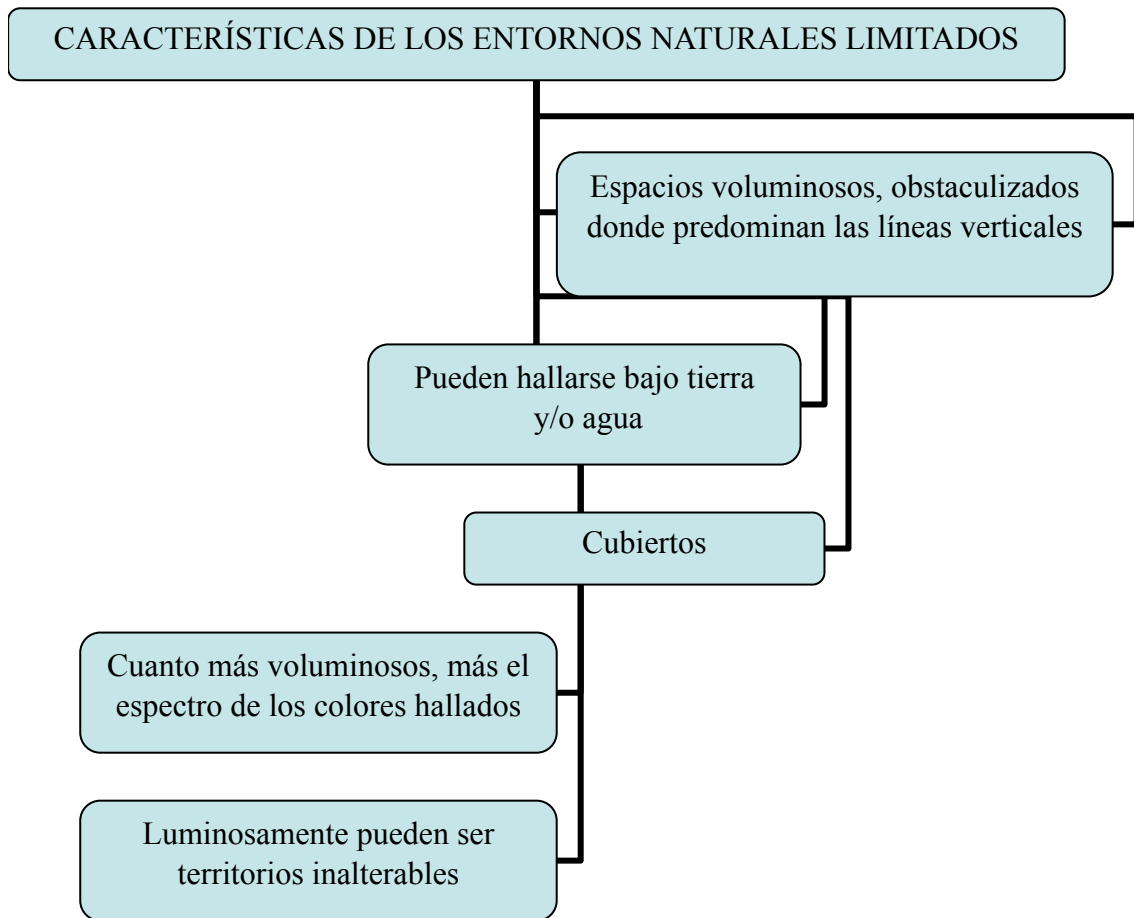 CARACTERÍSTICAS DE LOS ENTORNOS NATURALES LIMITADOS
Espacios voluminosos, obstaculizados
donde predominan las líneas verticales
Pueden hallarse bajo tierra
y/o agua
Cubiertos
Cuanto más voluminosos, más el
espectro de los colores hallados
Luminosamente pueden ser
territorios inalterables